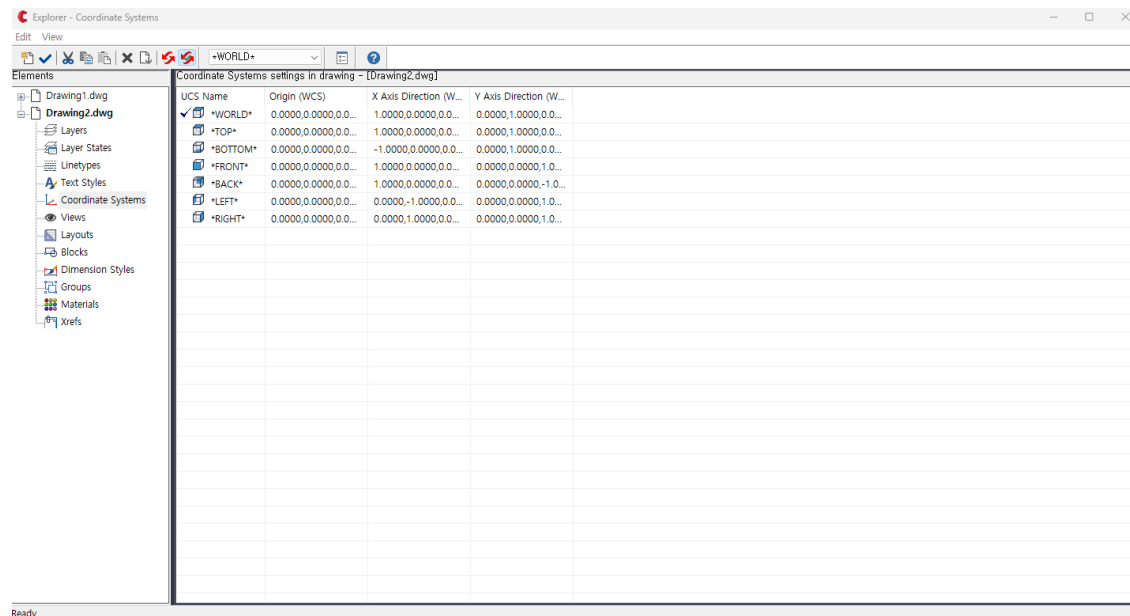 Explorer - Coordinate Systems
Edit View
*WORLD*
Elements
Coordinate Systems settings in drawing - [Drawing2.dwg]
Drawing1.dwg
Drawing2.dwg
Layers
Layer States
Linetypes
Text Styles
Coordinate Systems
Views
Layouts
Blocks
Dimension Styles
Groups
Materials
Xrefs
UCS Name Origin (WCS) X Axis Direction (W... Y Axis Direction (W...
*WORLD* 0.0000,0.0000,0.0... 1.0000,0.0000,0.0... 0.0000,1.0000,0.0...
*TOP* 0.0000,0.0000,0.0... 1.0000,0.0000,0.0... 0.0000,1.0000,0.0...
*BOTTOM* 0.0000,0.0000,0.0... -1.0000,0.0000,0.0... 0.0000,1.0000,0.0...
*FRONT* 0.0000,0.0000,0.0... 1.0000,0.0000,0.0... 0.0000,0.0000,1.0...
*BACK* 0.0000,0.0000,0.0... 1.0000,0.0000,0.0... 0.0000,0.0000,-1.0...
*LEFT* 0.0000,0.0000,0.0... 0.0000,-1.0000,0.0... 0.0000,0.0000,1.0...
*RIGHT* 0.0000,0.0000,0.0... 0.0000,1.0000,0.0... 0.0000,0.0000,1.0...
Ready